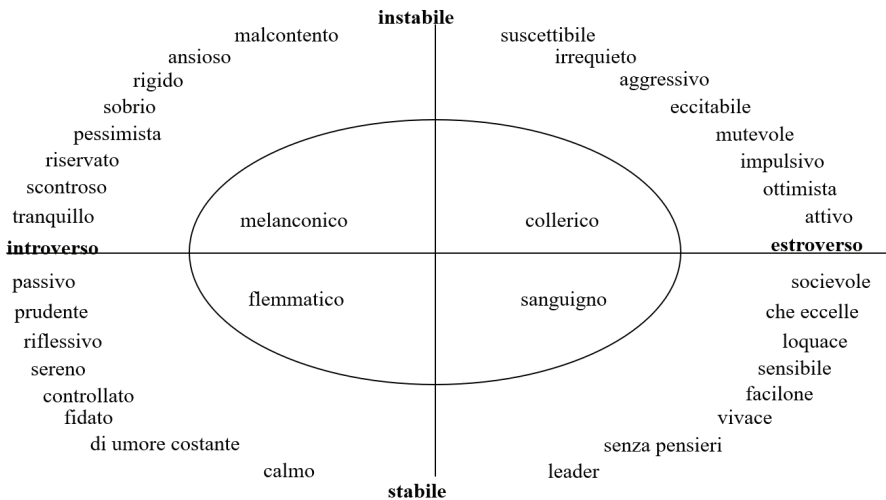 instabile
malcontento
suscettibile
ansioso
irrequieto
rigido
aggressivo
sobrio
eccitabile
pessimista
mutevole
riservato
impulsivo
scontroso
ottimista
tranquillo
melanconico
collerico
attivo
introverso
estroverso
passivo
flemmatico
sanguigno
socievole
prudente
che eccelle
riflessivo
loquace
sereno
sensibile
controllato
facilone
fidato
vivace
di umore costante
senza pensieri
calmo
leader
stabile